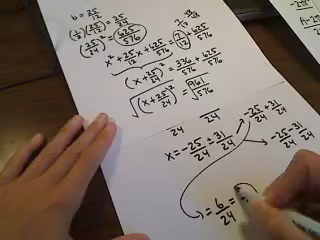 b = 25/12
(1/2)(25/12) = 25/24
(25/24)² = 625/576
x² + 25/12 x + 625/576 = 7/12 + 625/576
(x + 25/24)² = 336/576 + 625/576
√(x + 25/24)² = √961/576
24 24
x = -25/24 ± 31/24
-25/24 + 31/24
-25/24 - 31/24
= 6/24 =